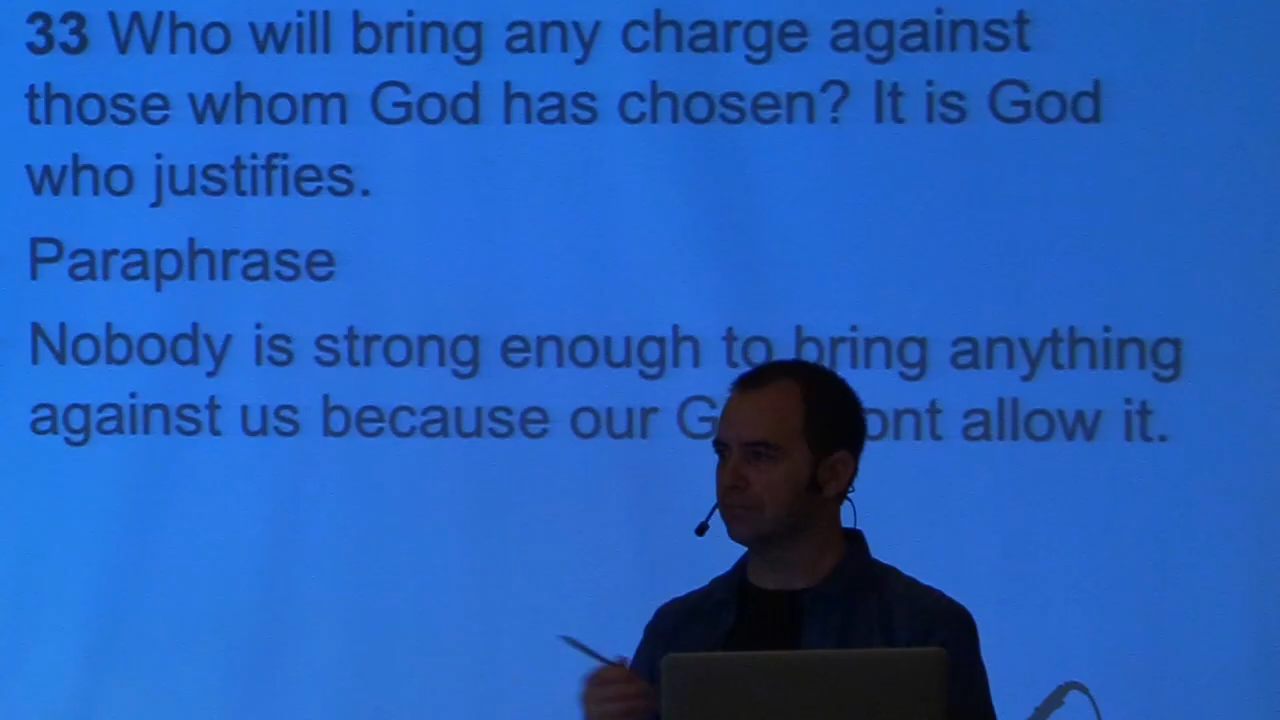 33 Who will bring any charge against
those whom God has chosen? It is God
who justifies.
Paraphrase
Nobody is strong enough to bring anything
against us because our allow it.